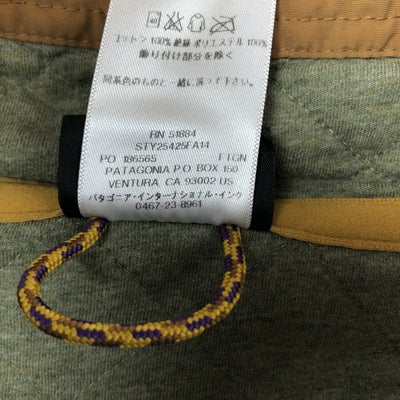 コットン 100% 絶縁 ポリエステル 100%
飾り付け部分を除く
同系色のものと一緒に洗って下さい。
RN 51884
STY25425FA14
PO 186565 FTGN
PATAGONIA P.O BOX 150
VENTURA CA 93002 US
パタゴニア・インターナショナル・インク
0467-23-8961